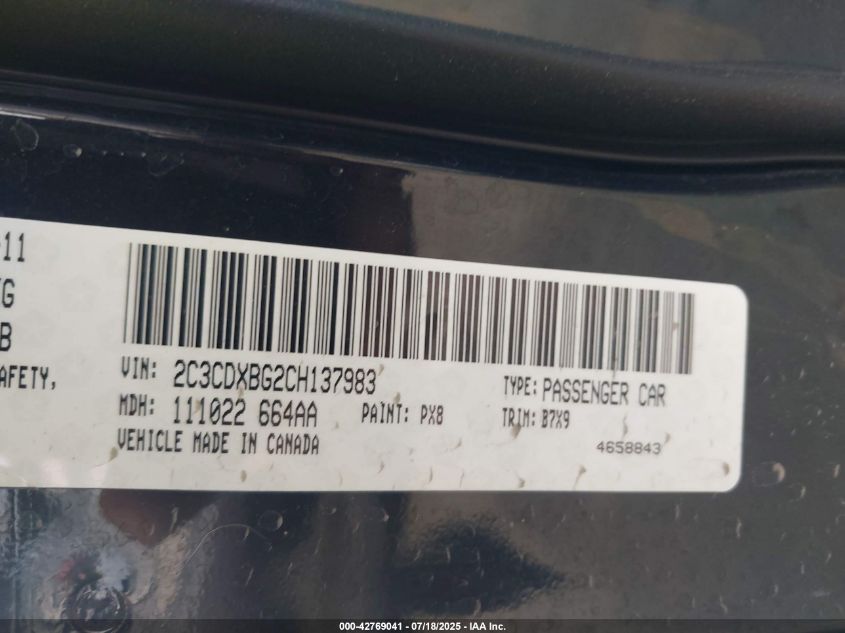 -11
G
B
AFETY,
VIN: 2C3CDXBG2CH137983
TYPE: PASSENGER CAR
MDH: 111022 664AA PAINT: PX8 TRIM: B7X9
VEHICLE MADE IN CANADA
4658843
000-42769041 - 07/18/2025 - IAA Inc.